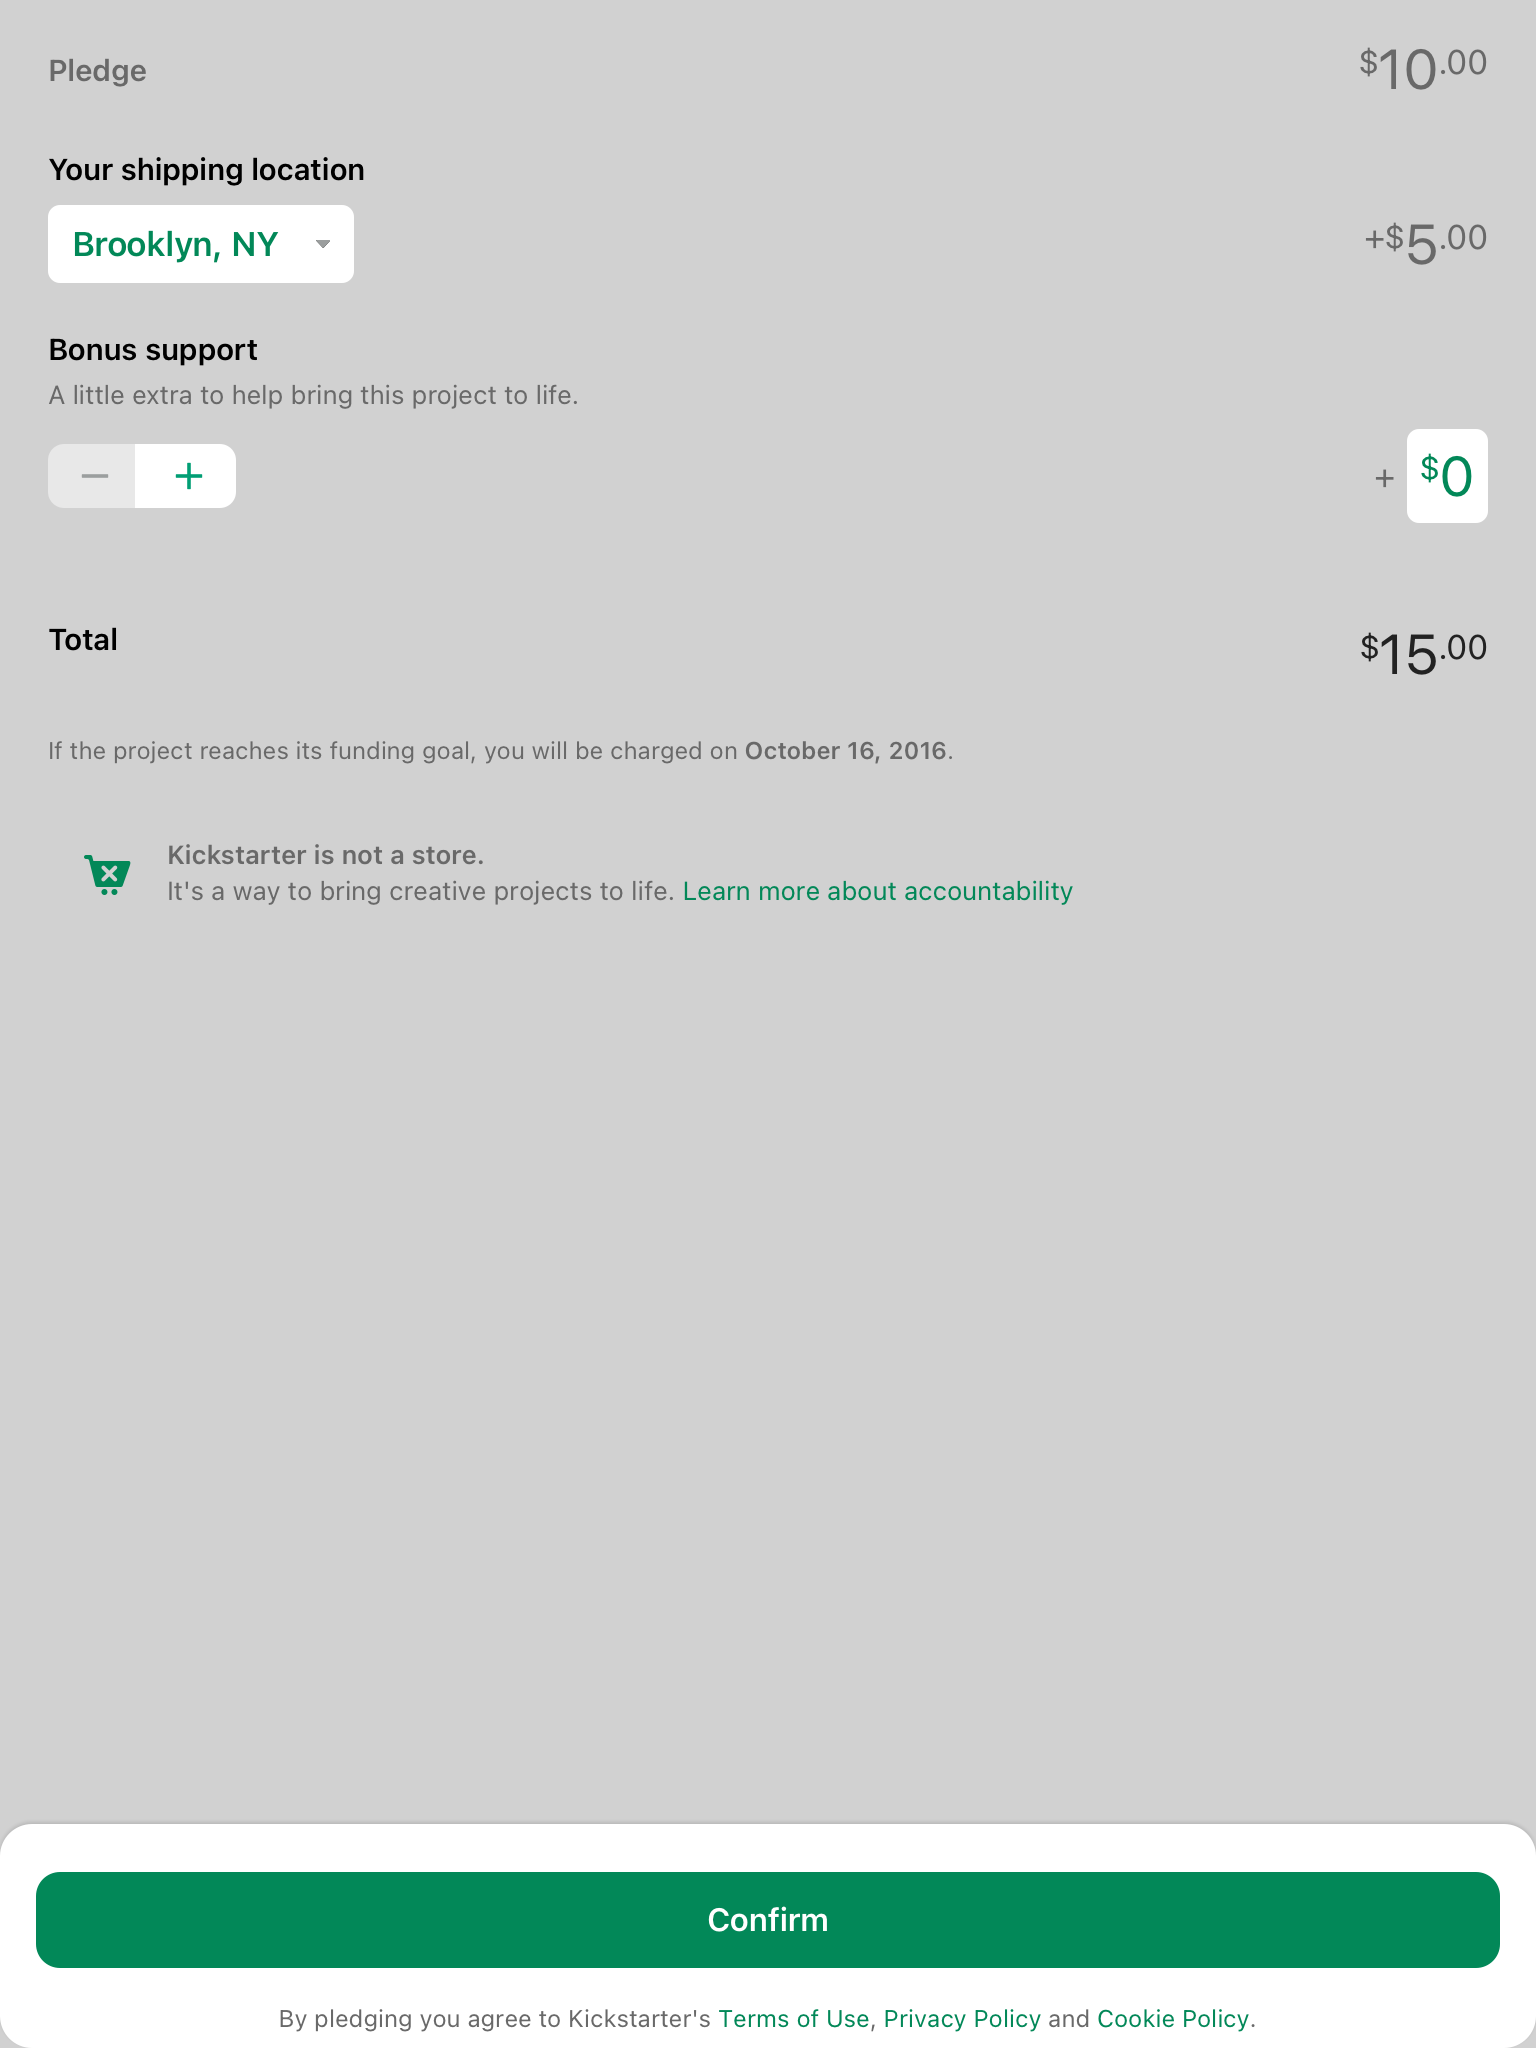 Pledge $10.00
Your shipping location
Brooklyn, NY +$5.00
Bonus support
A little extra to help bring this project to life.
− + + $0
Total $15.00
If the project reaches its funding goal, you will be charged on October 16, 2016.
Kickstarter is not a store.
It's a way to bring creative projects to life. Learn more about accountability
Confirm
By pledging you agree to Kickstarter's Terms of Use, Privacy Policy and Cookie Policy.